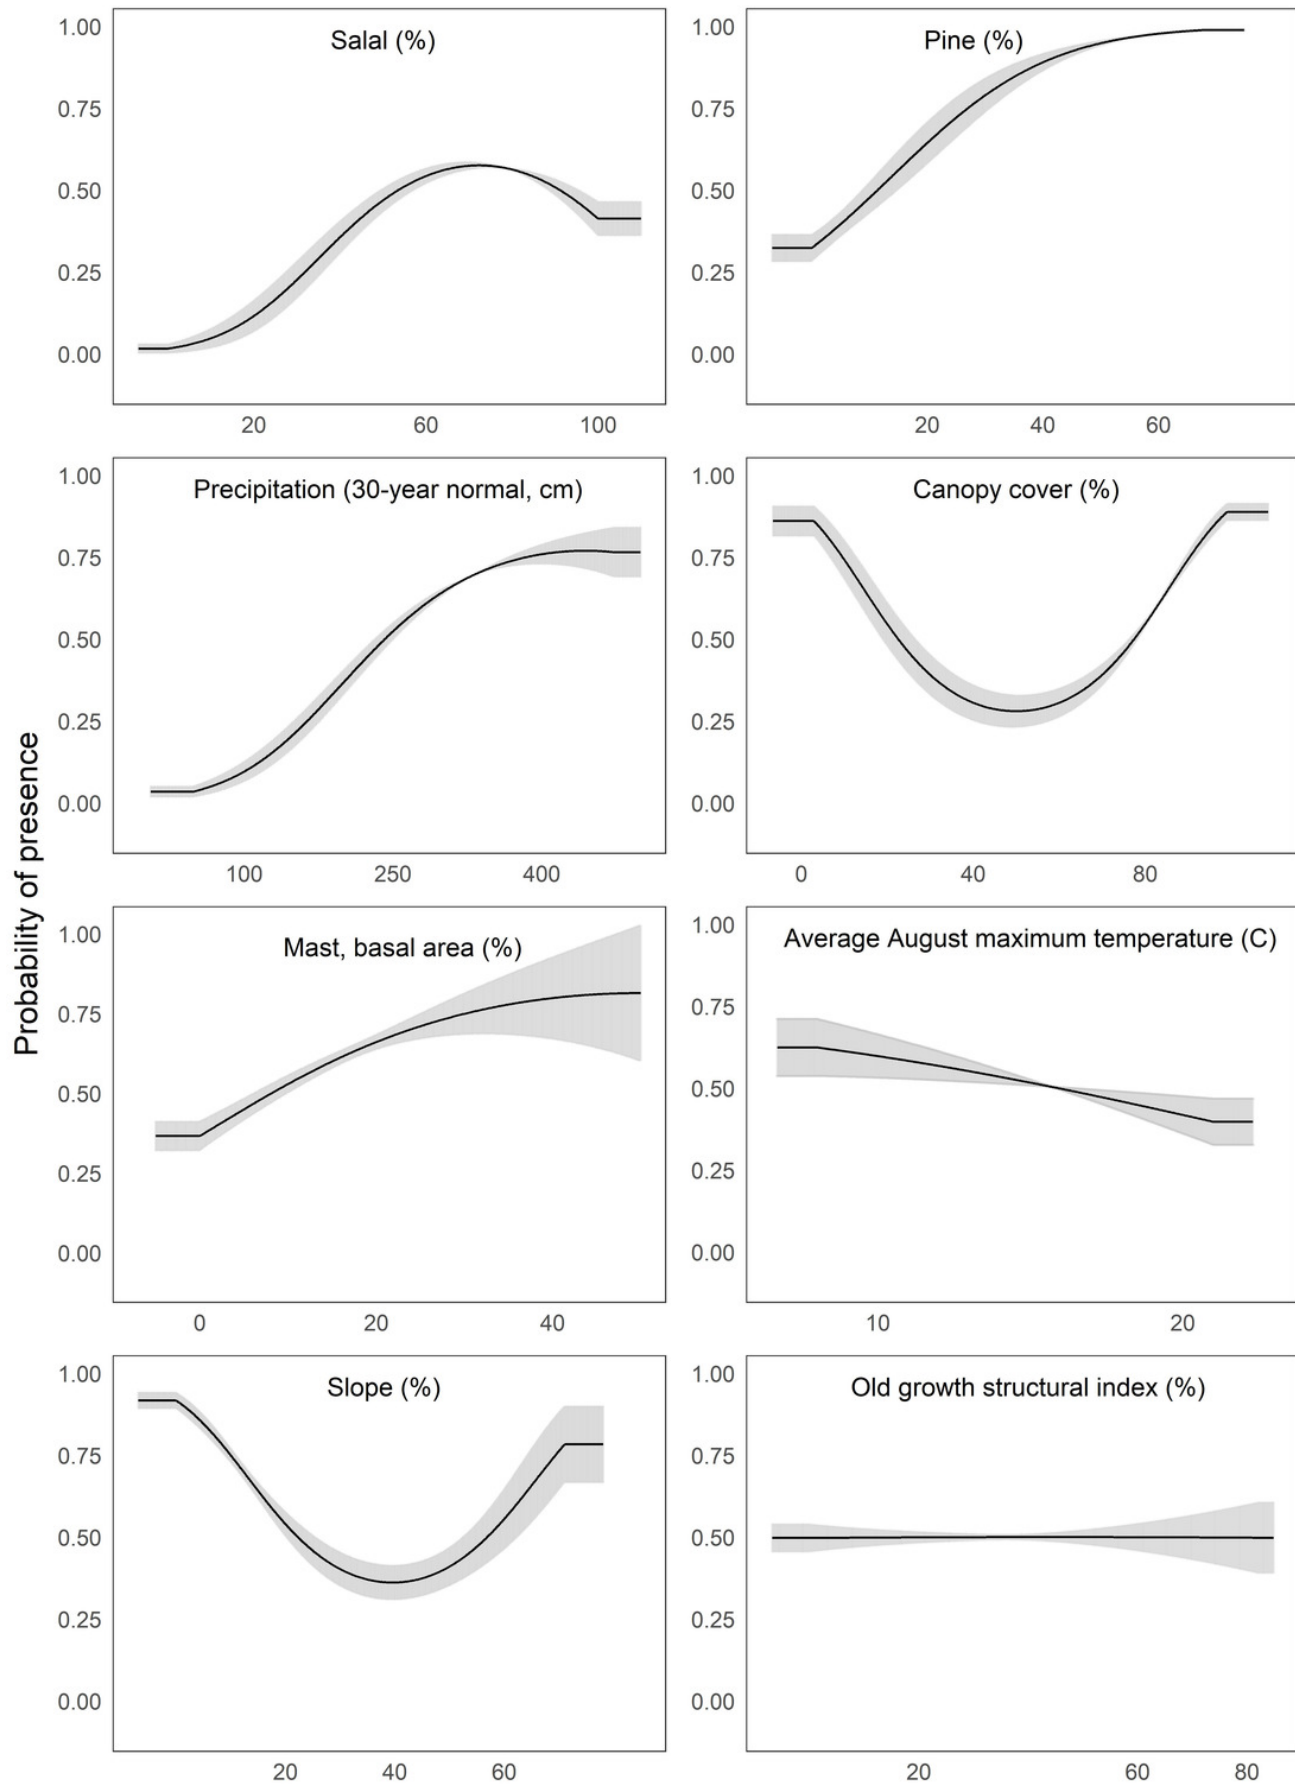 Probability of presence
Salal (%)
1.00
0.75
0.50
0.25
0.00
20 60 100
Pine (%)
1.00
0.75
0.50
0.25
0.00
20 40 60
Precipitation (30-year normal, cm)
1.00
0.75
0.50
0.25
0.00
100 250 400
Canopy cover (%)
1.00
0.75
0.50
0.25
0.00
0 40 80
Mast, basal area (%)
1.00
0.75
0.50
0.25
0.00
0 20 40
Average August maximum temperature (C)
1.00
0.75
0.50
0.25
0.00
10 20
Slope (%)
1.00
0.75
0.50
0.25
0.00
20 40 60
Old growth structural index (%)
1.00
0.75
0.50
0.25
0.00
20 60 80